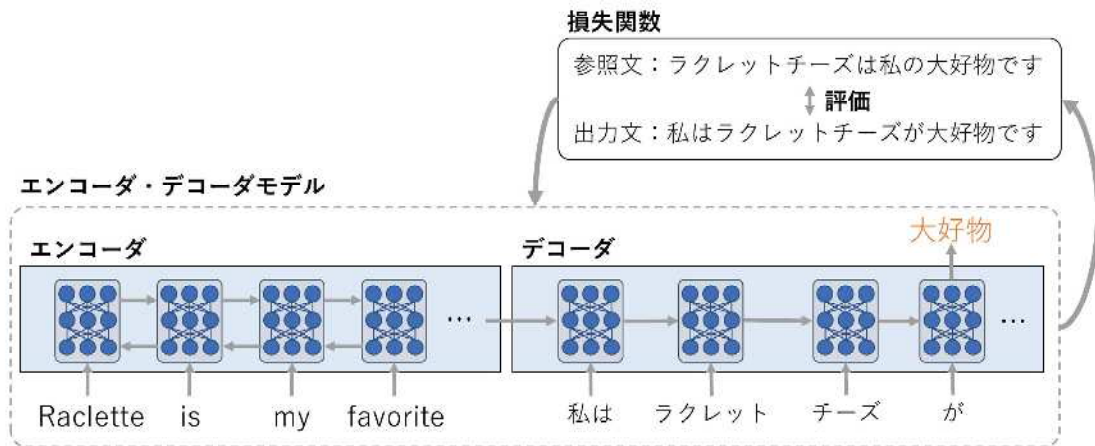 損失関数
参照文：ラクレットチーズは私の大好物です
評価
出力文：私はラクレットチーズが大好物です
エンコーダ・デコーダモデル
エンコーダ
デコーダ
大好物
…
…
Raclette is my favorite
私は ラクレット チーズ が